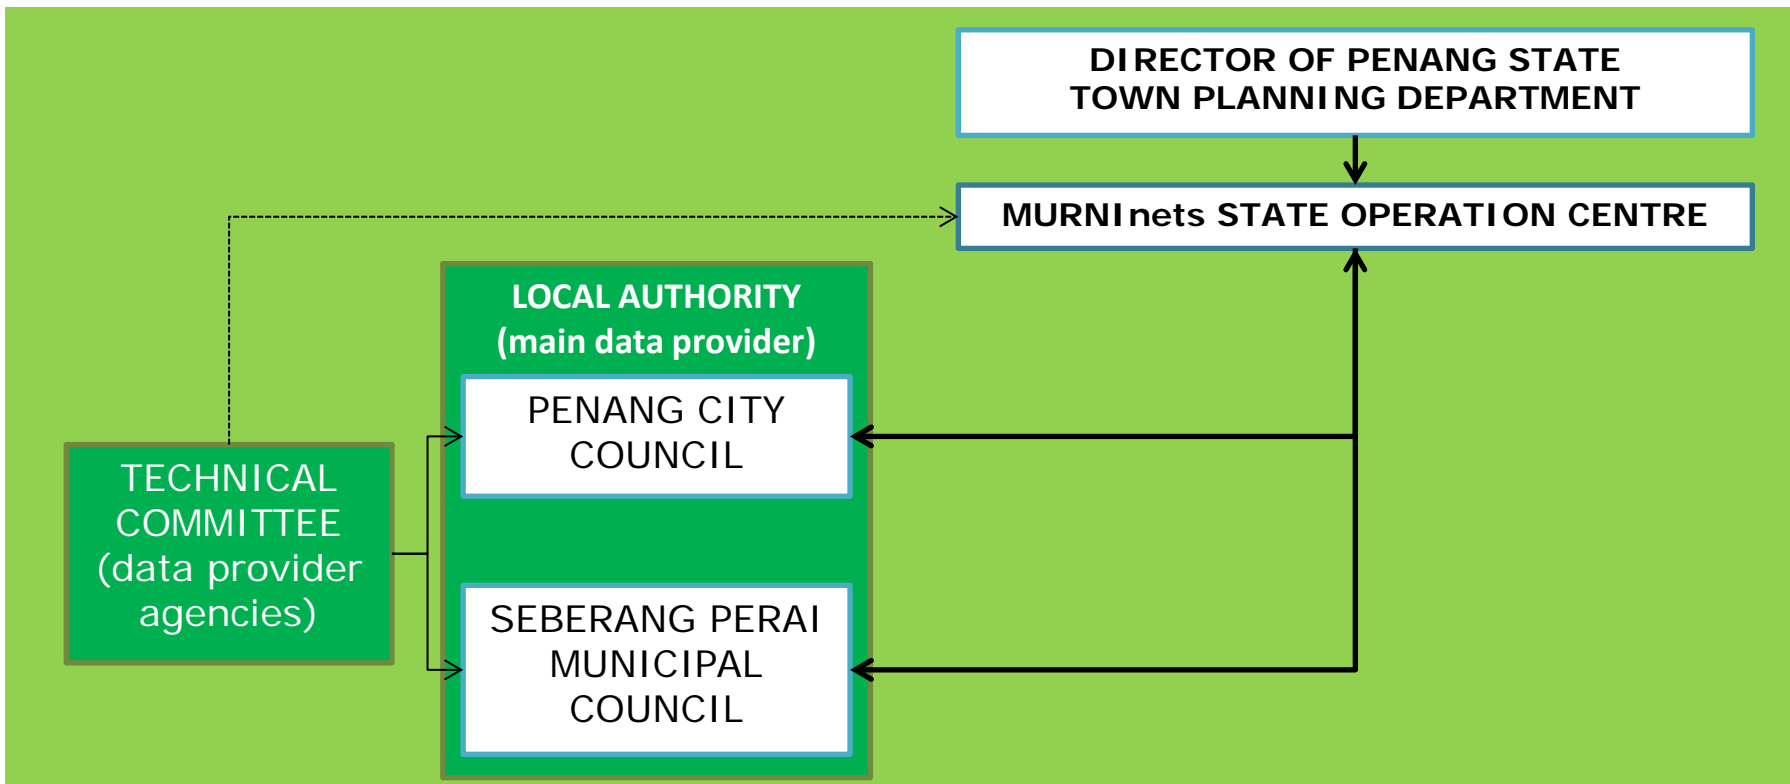 DIRECTOR OF PENANG STATE
TOWN PLANNING DEPARTMENT
MURNInets STATE OPERATION CENTRE
LOCAL AUTHORITY
(main data provider)
PENANG CITY
COUNCIL
TECHNICAL
COMMITTEE
(data provider
agencies)
SEBERANG PERAI
MUNICIPAL
COUNCIL